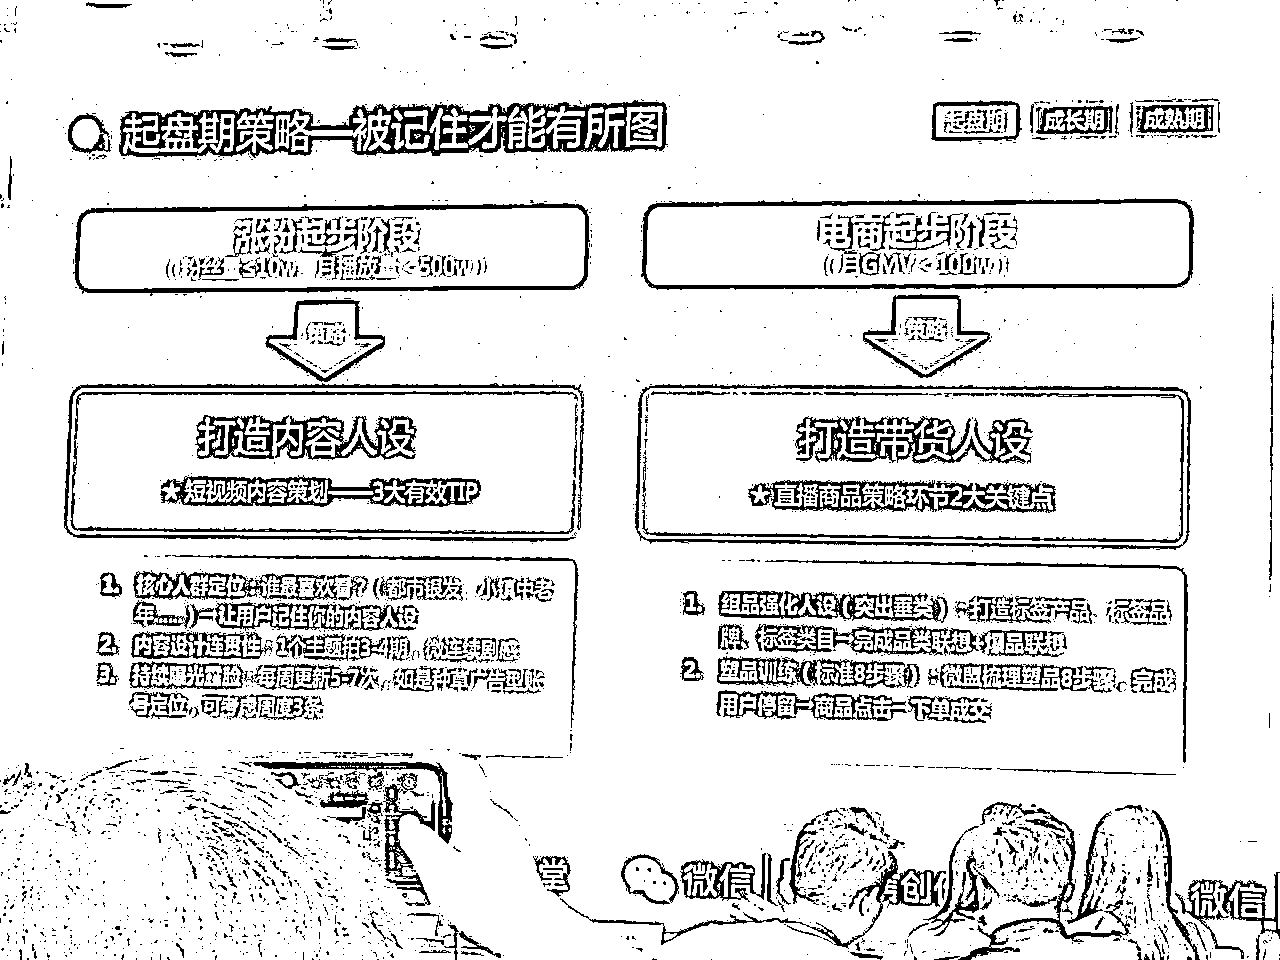 起盘期策略——被记住才能有所图
起盘期 成长期 成熟期
涨粉起步阶段
(粉丝量≤10w、月播放量<500w)
策略
打造内容人设
★ 短视频内容策划——3大有效TIP
1. 核心人群定位:谁最喜欢看?(都市银发、小镇中老
年……)—让用户记住你的内容人设
2. 内容设计连贯性:1个主题拍3-4期,微连续剧感
3. 持续曝光冒脸:每周更新5-7次,如是种草广告型账
号定位,可考虑周度3条
电商起步阶段
(月GMV<100w)
策略
打造带货人设
★ 直播商品策略环节2大关键点
1. 组品强化人设(突出垂类):打造标签产品、标签品
牌、标签类目—完成品类联想+爆品联想
2. 塑品训练(标准8步骤):微盟梳理塑品8步骤,完成
用户停留—商品点击—下单成交
堂
微信
创
微信